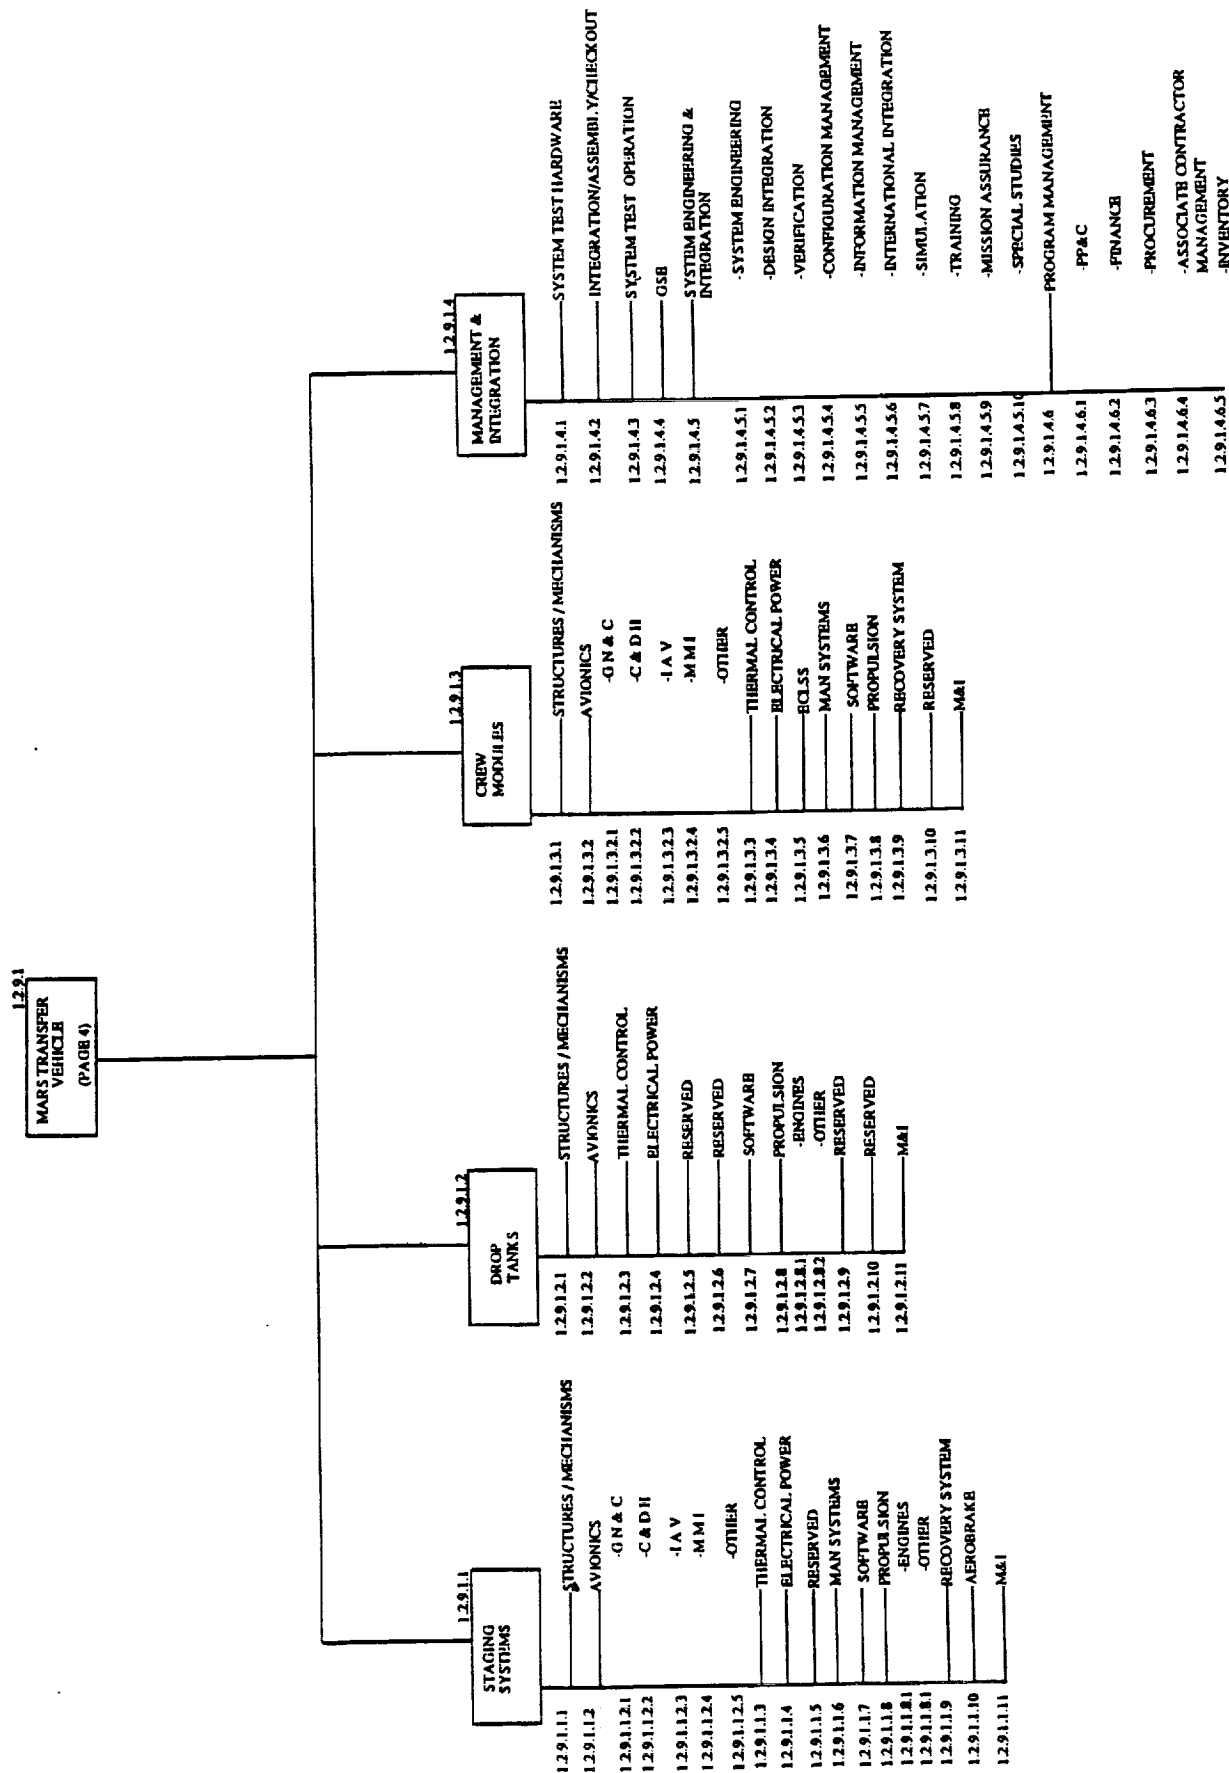 1.2.9.1
MARS TRANSFER
VEHICLE
(PAGE 4)
1.2.9.1.1
STAGING
SYSTEMS
1.2.9.1.1.1 STRUCTURES / MECHANISMS
1.2.9.1.1.2 AVIONICS
1.2.9.1.1.2.1 -G N & C
1.2.9.1.1.2.2 -C & D H
1.2.9.1.1.2.3 -I A V
1.2.9.1.1.2.4 -M M I
1.2.9.1.1.2.5 -OTHER
1.2.9.1.1.3 THERMAL CONTROL
1.2.9.1.1.4 ELECTRICAL POWER
1.2.9.1.1.5 RESERVED
1.2.9.1.1.6 MAN SYSTEMS
1.2.9.1.1.7 SOFTWARE
1.2.9.1.1.8 PROPULSION
1.2.9.1.1.8.1 -ENGINES
1.2.9.1.1.8.1 -OTHER
1.2.9.1.1.9 RECOVERY SYSTEM
1.2.9.1.1.10 AEROBRAKE
1.2.9.1.1.11 M&I
1.2.9.1.2
DROP
TANKS
1.2.9.1.2.1 STRUCTURES / MECHANISMS
1.2.9.1.2.2 AVIONICS
1.2.9.1.2.3 THERMAL CONTROL
1.2.9.1.2.4 ELECTRICAL POWER
1.2.9.1.2.5 RESERVED
1.2.9.1.2.6 RESERVED
1.2.9.1.2.7 SOFTWARE
1.2.9.1.2.8 PROPULSION
1.2.9.1.2.8.1 -ENGINES
1.2.9.1.2.8.2 -OTHER
1.2.9.1.2.9 RESERVED
1.2.9.1.2.10 RESERVED
1.2.9.1.2.11 M&I
1.2.9.1.3
CREW
MODULES
1.2.9.1.3.1 STRUCTURES / MECHANISMS
1.2.9.1.3.2 AVIONICS
1.2.9.1.3.2.1 -G N & C
1.2.9.1.3.2.2 -C & D H
1.2.9.1.3.2.3 -I A V
1.2.9.1.3.2.4 -M M I
1.2.9.1.3.2.5 -OTHER
1.2.9.1.3.3 THERMAL CONTROL
1.2.9.1.3.4 ELECTRICAL POWER
1.2.9.1.3.5 ECLSS
1.2.9.1.3.6 MAN SYSTEMS
1.2.9.1.3.7 SOFTWARE
1.2.9.1.3.8 PROPULSION
1.2.9.1.3.9 RECOVERY SYSTEM
1.2.9.1.3.10 RESERVED
1.2.9.1.3.11 M&I
1.2.9.1.4
MANAGEMENT &
INTEGRATION
1.2.9.1.4.1 SYSTEM TEST HARDWARE
1.2.9.1.4.2 INTEGRATION/ASSEMBLY/CHECKOUT
1.2.9.1.4.3 SYSTEM TEST OPERATION
1.2.9.1.4.4 GSE
1.2.9.1.4.5 SYSTEM ENGINEERING &
INTEGRATION
1.2.9.1.4.5.1 -SYSTEM ENGINEERING
1.2.9.1.4.5.2 -DESIGN INTEGRATION
1.2.9.1.4.5.3 -VERIFICATION
1.2.9.1.4.5.4 -CONFIGURATION MANAGEMENT
1.2.9.1.4.5.5 -INFORMATION MANAGEMENT
1.2.9.1.4.5.6 -INTERNATIONAL INTEGRATION
1.2.9.1.4.5.7 -SIMULATION
1.2.9.1.4.5.8 -TRAINING
1.2.9.1.4.5.9 -MISSION ASSURANCE
1.2.9.1.4.5.10 -SPECIAL STUDIES
1.2.9.1.4.6 PROGRAM MANAGEMENT
1.2.9.1.4.6.1 -PP&C
1.2.9.1.4.6.2 -FINANCE
1.2.9.1.4.6.3 -PROCUREMENT
1.2.9.1.4.6.4 -ASSOCIATE CONTRACTOR
MANAGEMENT
1.2.9.1.4.6.5 -INVENTORY